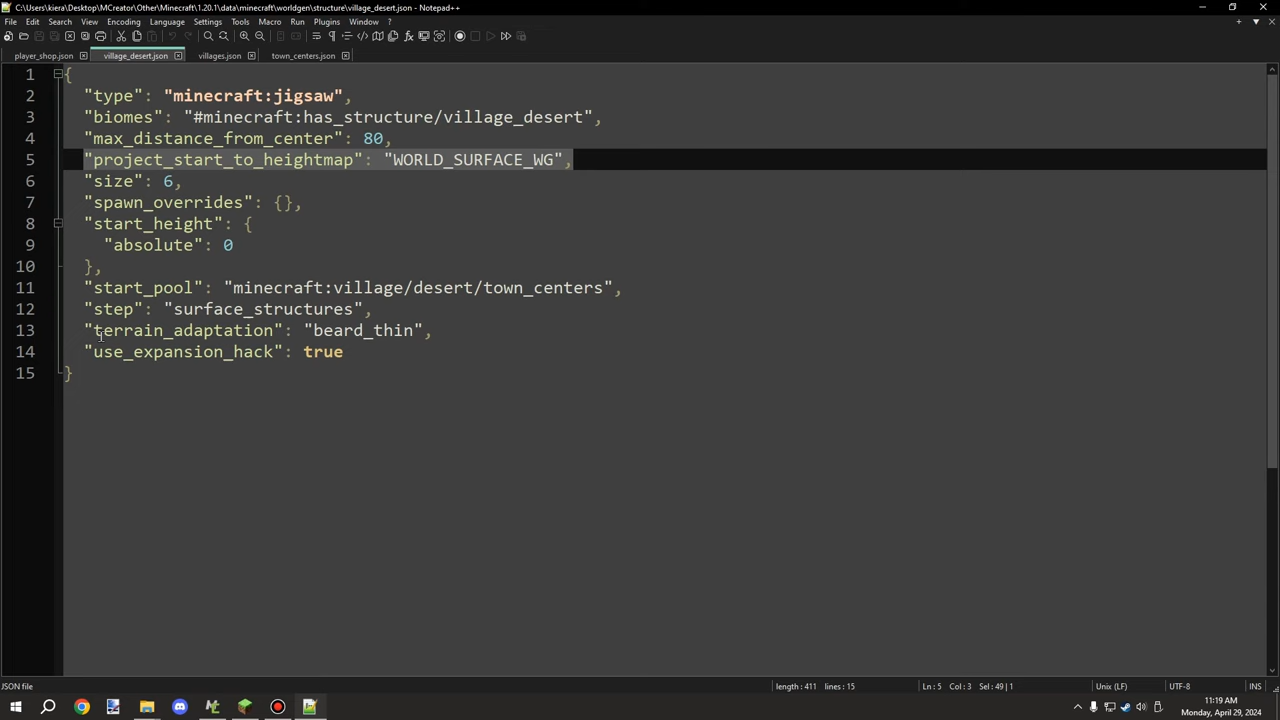 C:\Users\kiera\Desktop\MCreator\Other\Minecraft\1.20.1\data\minecraft\worldgen\structure\village_desert.json - Notepad++
File Edit Search View Encoding Language Settings Tools Macro Run Plugins Window ?
player_shop.json village_desert.json villages.json town_centers.json
1 {
2 "type": "minecraft:jigsaw",
3 "biomes": "#minecraft:has_structure/village_desert",
4 "max_distance_from_center": 80,
5 "project_start_to_heightmap": "WORLD_SURFACE_WG",
6 "size": 6,
7 "spawn_overrides": {},
8 "start_height": {
9 "absolute": 0
10 },
11 "start_pool": "minecraft:village/desert/town_centers",
12 "step": "surface_structures",
13 "terrain_adaptation": "beard_thin",
14 "use_expansion_hack": true
15 }
JSON file length : 411 lines : 15 Ln : 5 Col : 3 Sel : 49 | 1 Unix (LF) UTF-8 INS
11:19 AM
Monday, April 29, 2024